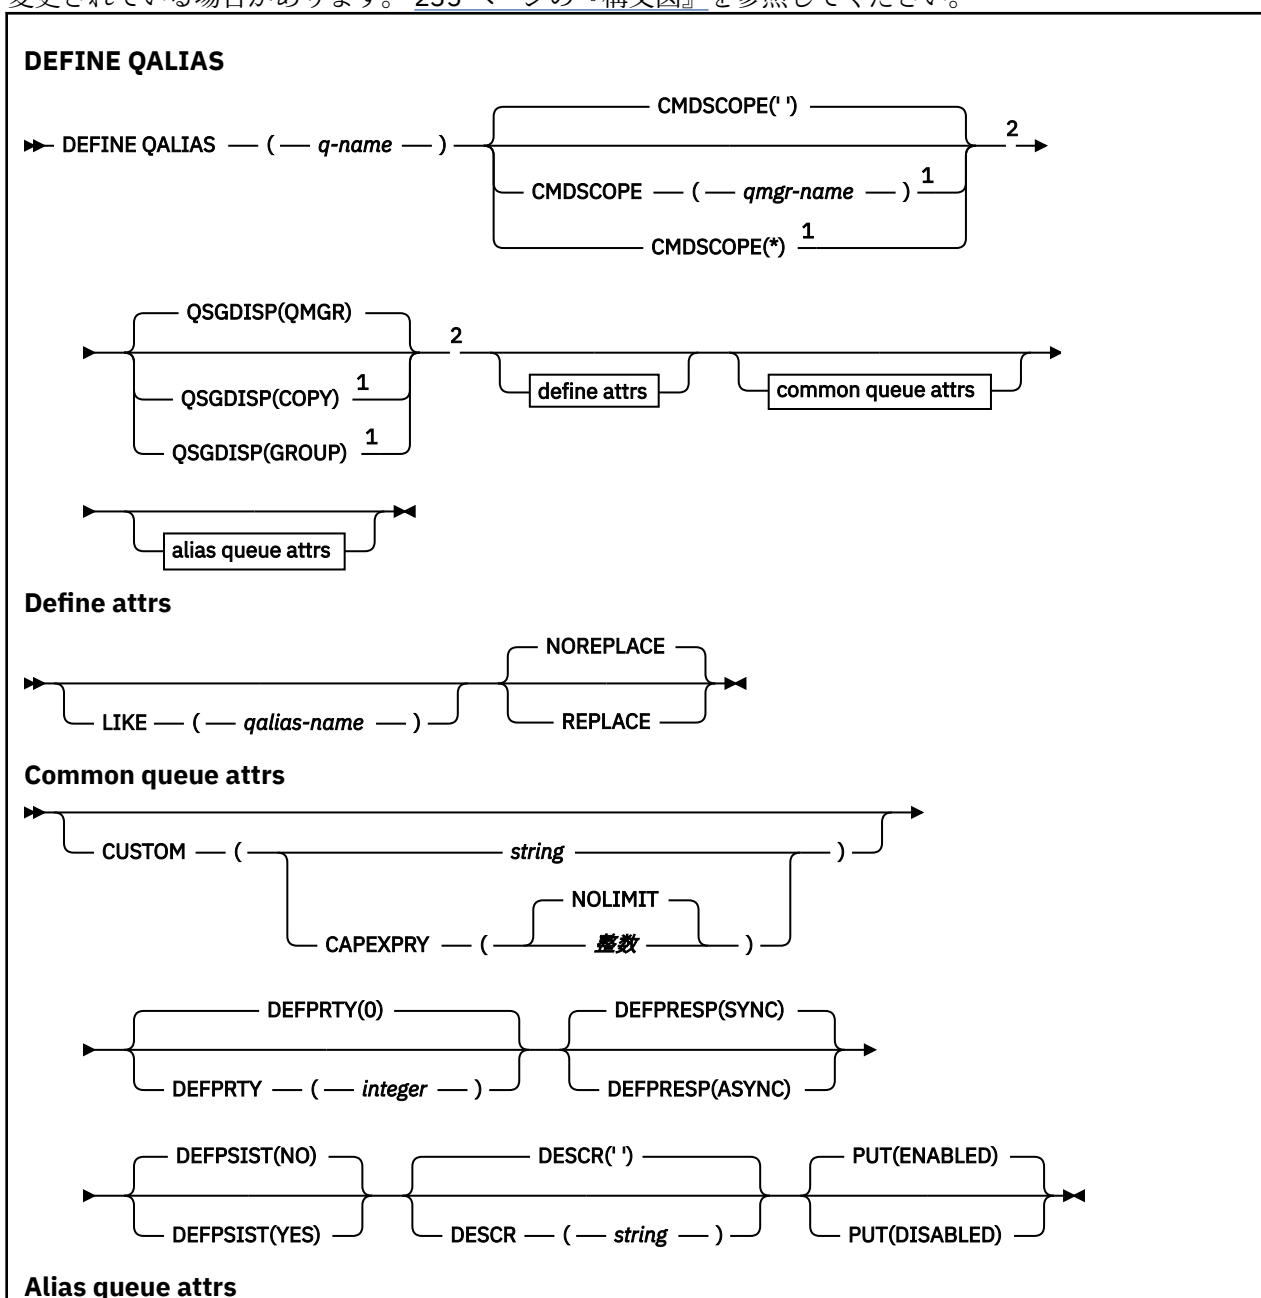 変更されている場合があります。 233 ページの『構文図』を参照してください。
DEFINE QALIAS
CMDSCOPE(' ')
DEFINE QALIAS ( q-name ) 2
CMDSCOPE ( qmgr-name ) 1
CMDSCOPE(*) 1
QSGDISP(QMGR)
2
QSGDISP(COPY) 1 define attrs common queue attrs
QSGDISP(GROUP) 1
alias queue attrs
Define attrs
NOREPLACE
LIKE ( qalias-name ) REPLACE
Common queue attrs
CUSTOM ( string )
NOLIMIT
CAPEXPRY ( 整数 )
DEFPRTY(0) DEFPRESP(SYNC)
DEFPRTY ( integer ) DEFPRESP(ASYNC)
DEFPSIST(NO) DESCR(' ') PUT(ENABLED)
DEFPSIST(YES) DESCR ( string ) PUT(DISABLED)
Alias queue attrs